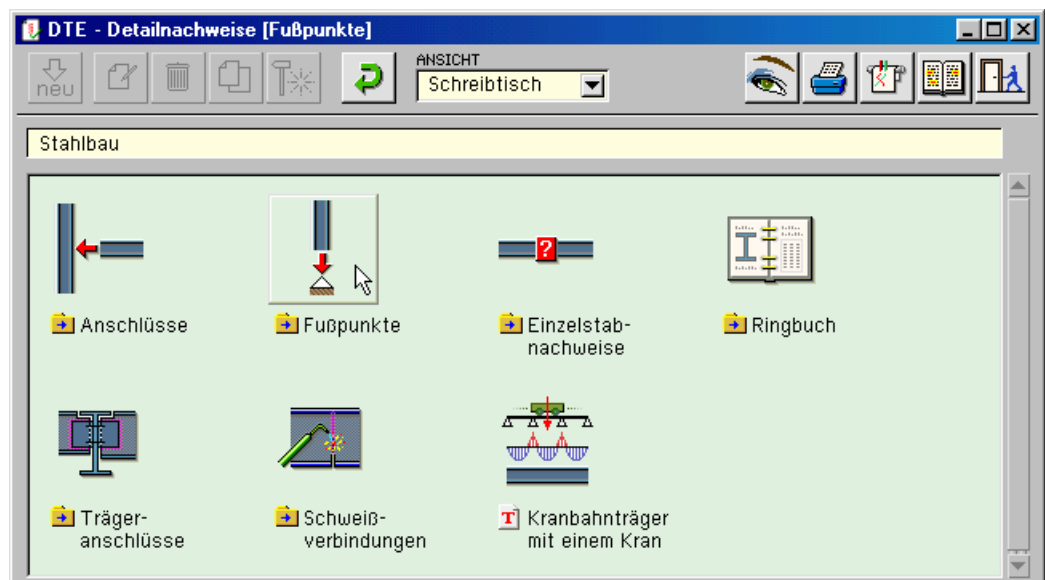 DTE - Detailnachweise [Fußpunkte]
neu
ANSICHT
Schreibtisch
Stahlbau
?
Anschlüsse
Fußpunkte
Einzelstab-
nachweise
Ringbuch
Träger-
anschlüsse
Schweiß-
verbindungen
T
Kranbahnträger
mit einem Kran